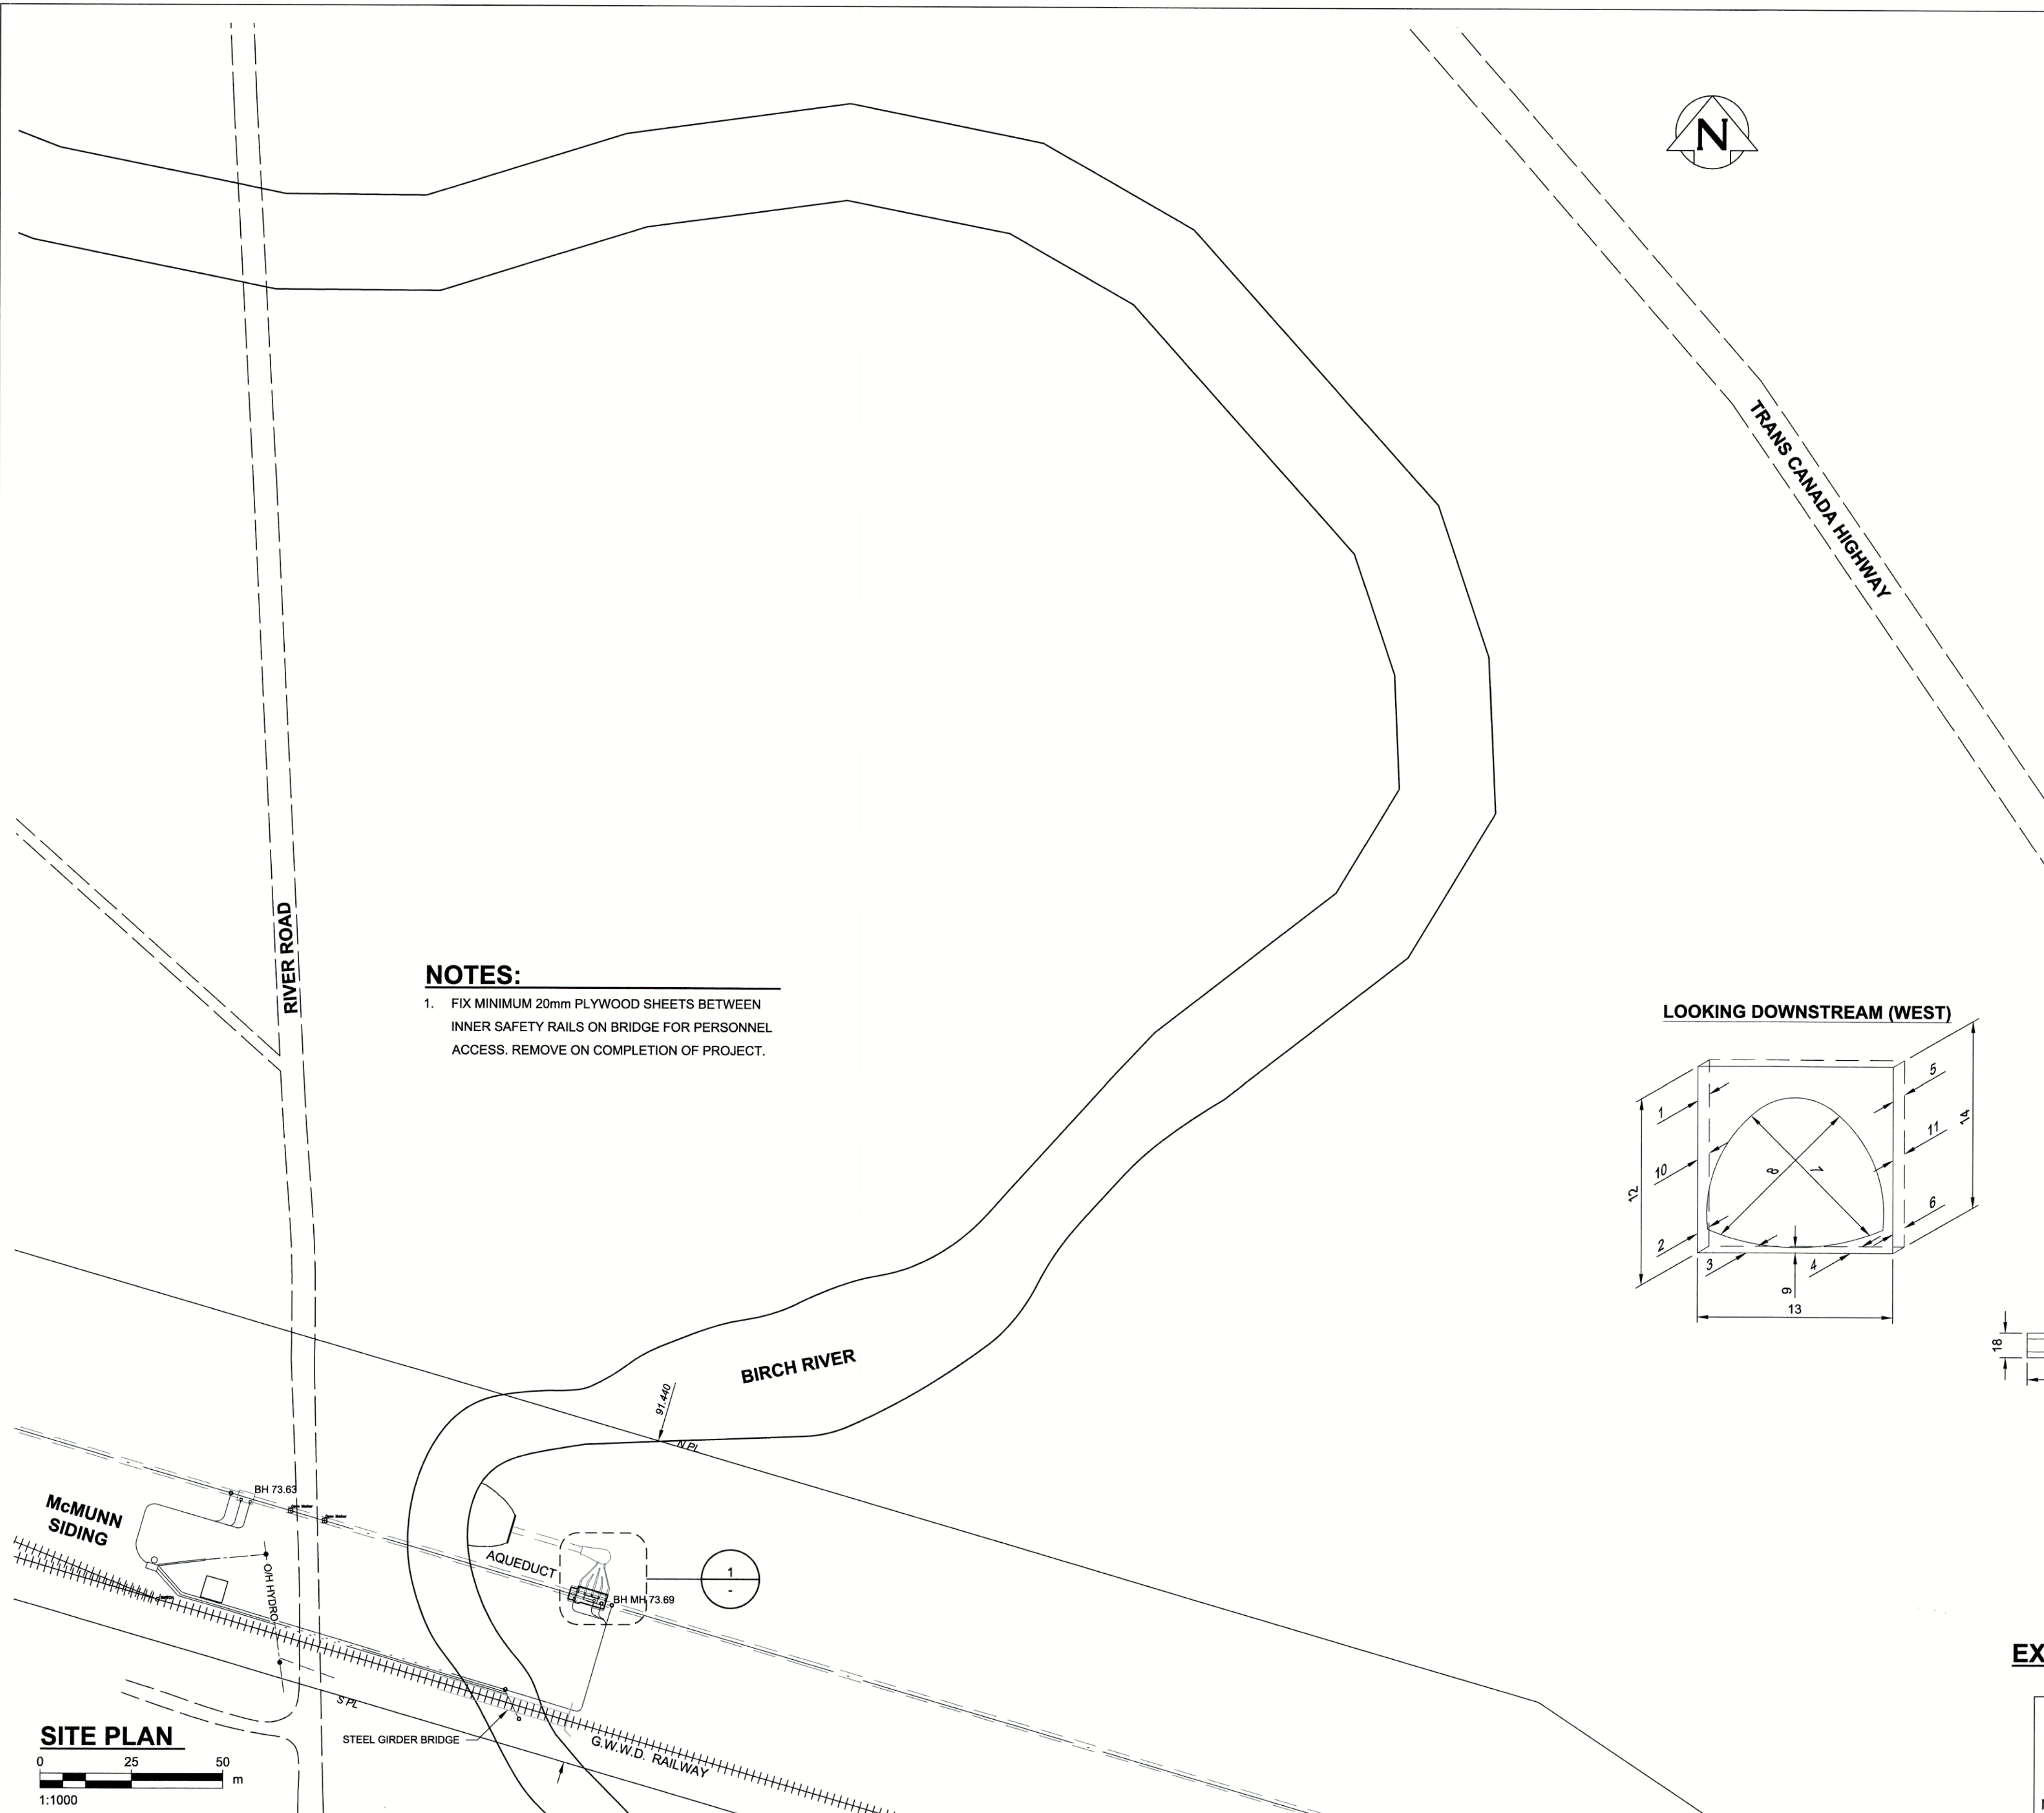 N
TRANS CANADA HIGHWAY
RIVER ROAD
NOTES:
1. FIX MINIMUM 20mm PLYWOOD SHEETS BETWEEN
INNER SAFETY RAILS ON BRIDGE FOR PERSONNEL
ACCESS. REMOVE ON COMPLETION OF PROJECT.
LOOKING DOWNSTREAM (WEST)
1
5
14
11
10
8
7
12
6
2
3
4
9
13
18
BIRCH RIVER
91.440
N PL
BH 73.63
McMUNN
SIDING
AQUEDUCT
1
-
BH MH 73.69
O/H HYDRO
S PL
STEEL GIRDER BRIDGE
G.W.W.D. RAILWAY
EX
SITE PLAN
0 25 50
m
1:1000